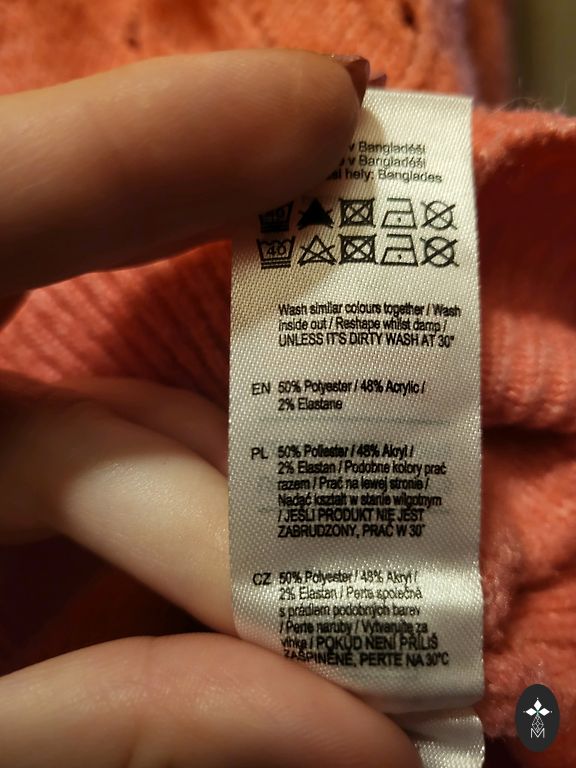 v Bangladéši
v Bangladéši
hely: Banglades
40
40
Wash similar colours together / Wash
inside out / Reshape whilst damp /
UNLESS IT'S DIRTY WASH AT 30°
EN 50% Polyester / 48% Acrylic /
2% Elastane
PL 50% Poliester / 48% Akryl /
2% Elastan / Podobne kolory prać
razem / Prać na lewej stronie /
Nadać kształt w stanie wilgotnym
/ JEŚLI PRODUKT NIE JEST
ZABRUDZONY, PRAĆ W 30°
CZ 50% Polyester / 48% Akryl /
2% Elastan / Perte společně
s prádlem podobných barev
/ Perte naruby / Vytvarujte za
vlhka / POKUD NENÍ PŘÍLIŠ
ZAŠPINĚNÉ, PERTE NA 30°C
M